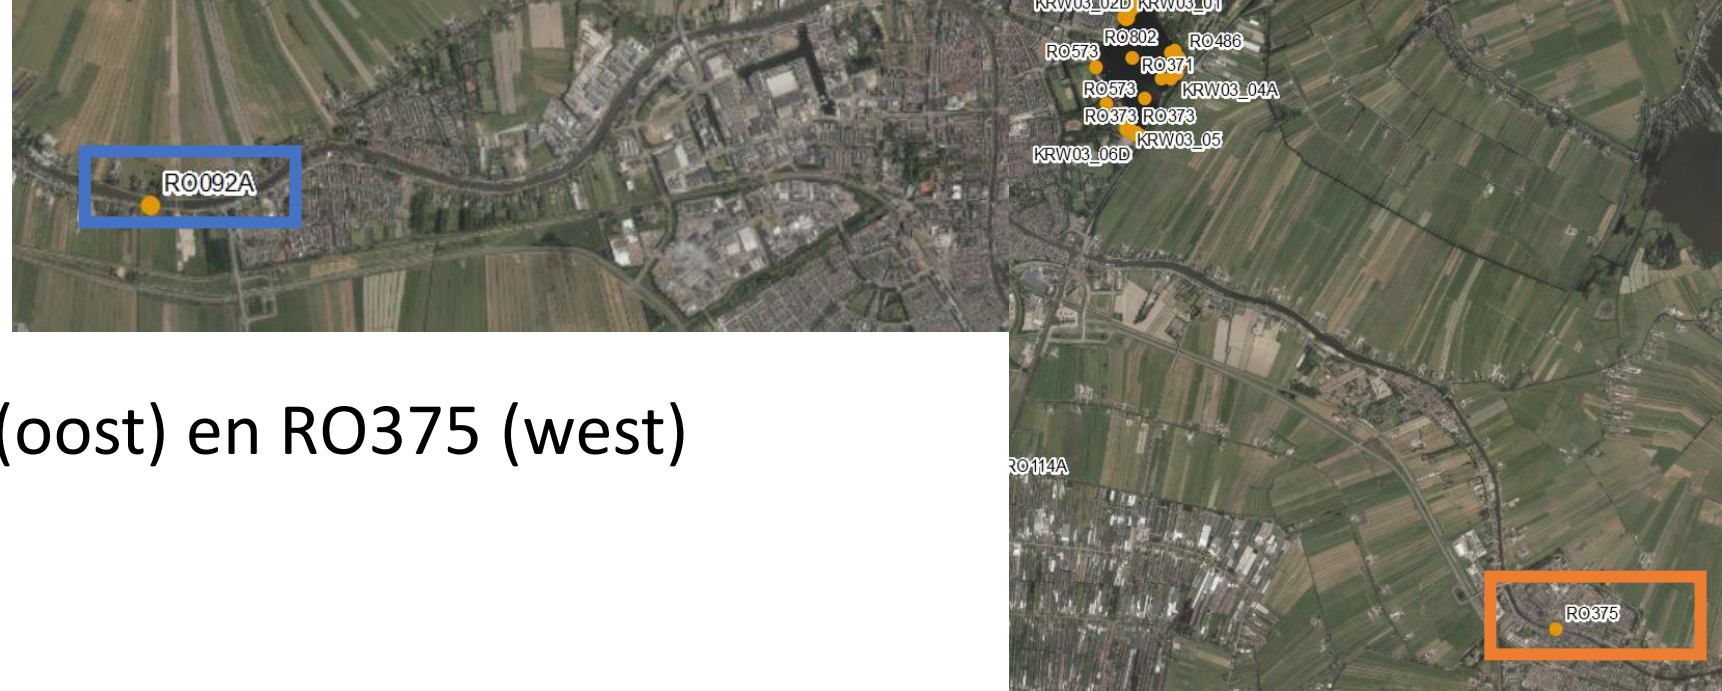 RO092A
KRW03_02D KRW03_01
RO802
RO486
RO573
RO371
RO573
KRW03_04A
RO373 RO373
KRW03_05
KRW03_06D
(oost) en RO375 (west)
RO114A
RO375